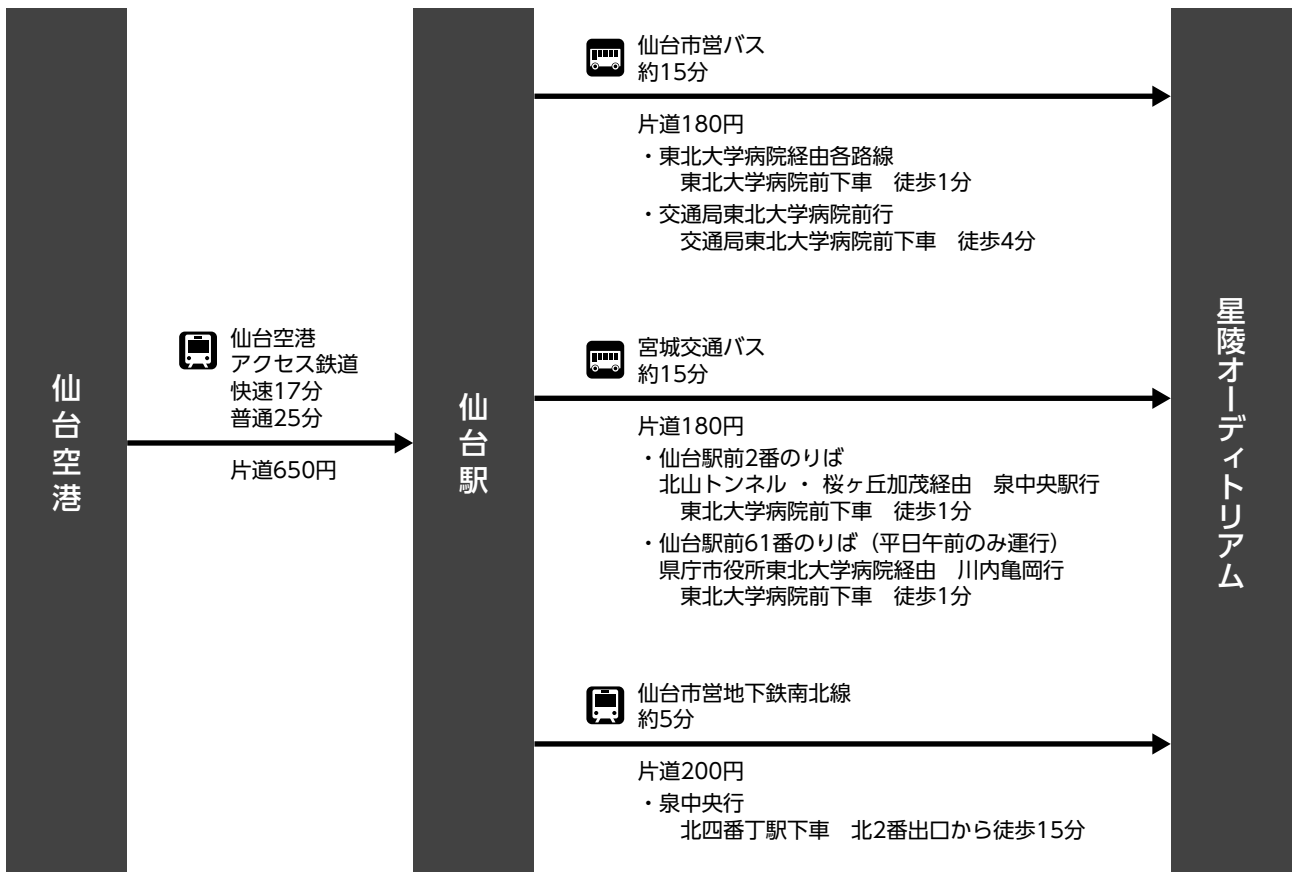 仙台空港
仙台空港
アクセス鉄道
快速17分
普通25分
片道650円
仙台駅
仙台市営バス
約15分
片道180円
・東北大学病院経由各路線
東北大学病院前下車　徒歩1分
・交通局東北大学病院前行
交通局東北大学病院前下車　徒歩4分
宮城交通バス
約15分
片道180円
・仙台駅前2番のりば
北山トンネル ・ 桜ヶ丘加茂経由　泉中央駅行
東北大学病院前下車　徒歩1分
・仙台駅前61番のりば（平日午前のみ運行）
県庁市役所東北大学病院経由　川内亀岡行
東北大学病院前下車　徒歩1分
仙台市営地下鉄南北線
約5分
片道200円
・泉中央行
北四番丁駅下車　北2番出口から徒歩15分
星陵オーディトリアム